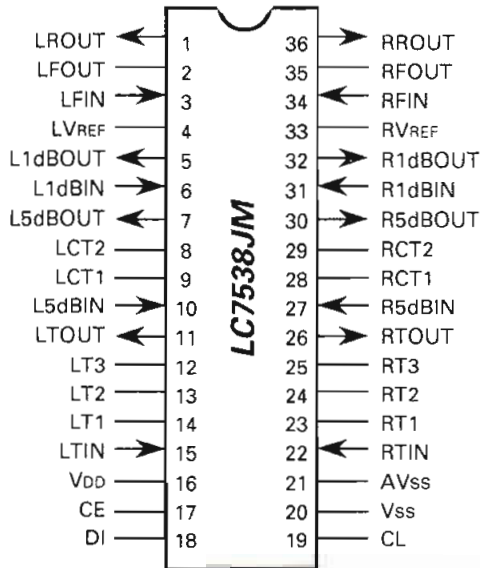 LROUT 1 36 RROUT
LFOUT 2 35 RFOUT
LFIN 3 34 RFIN
LVREF 4 33 RVREF
L1dBOUT 5 32 R1dBOUT
L1dBIN 6 31 R1dBIN
L5dBOUT 7 30 R5dBOUT
LCT2 8 29 RCT2
LCT1 9 28 RCT1
L5dBIN 10 27 R5dBIN
LTOUT 11 26 RTOUT
LT3 12 25 RT3
LT2 13 24 RT2
LT1 14 23 RT1
LTIN 15 22 RTIN
VDD 16 21 AVss
CE 17 20 Vss
DI 18 19 CL
LC7538JM